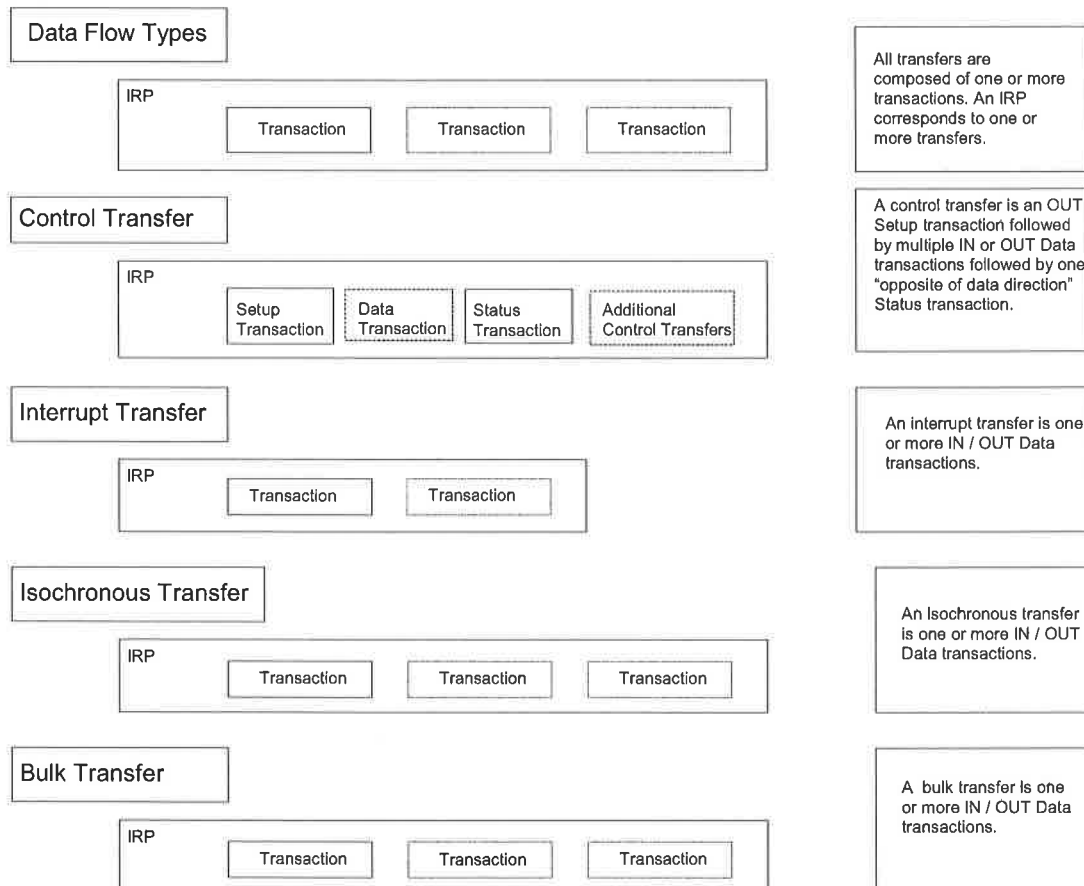 Data Flow Types
IRP
Transaction
Transaction
Transaction
All transfers are
composed of one or more
transactions. An IRP
corresponds to one or
more transfers.
Control Transfer
IRP
Setup
Transaction
Data
Transaction
Status
Transaction
Additional
Control Transfers
A control transfer is an OUT
Setup transaction followed
by multiple IN or OUT Data
transactions followed by one
“opposite of data direction”
Status transaction.
Interrupt Transfer
IRP
Transaction
Transaction
An interrupt transfer is one
or more IN / OUT Data
transactions.
Isochronous Transfer
IRP
Transaction
Transaction
Transaction
An Isochronous transfer
is one or more IN / OUT
Data transactions.
Bulk Transfer
IRP
Transaction
Transaction
Transaction
A bulk transfer is one
or more IN / OUT Data
transactions.